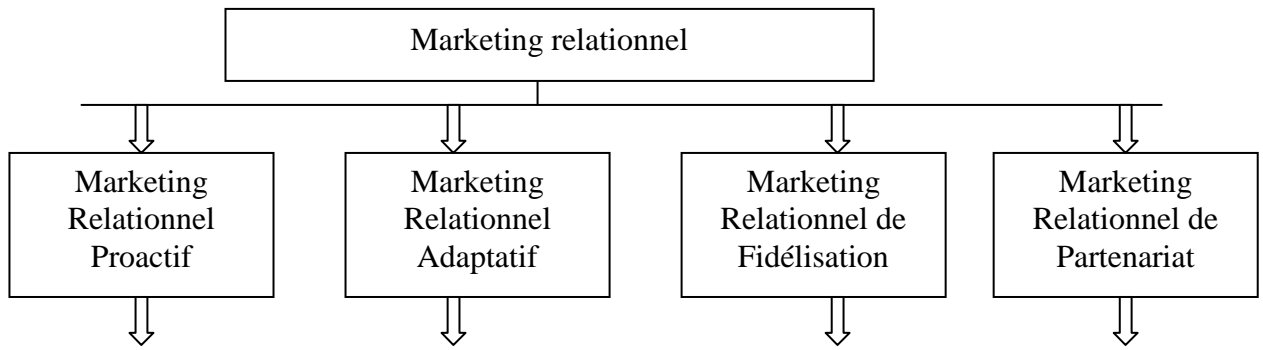 Marketing relationnel
Marketing
Relationnel
Proactif
Marketing
Relationnel
Adaptatif
Marketing
Relationnel de
Fidélisation
Marketing
Relationnel de
Partenariat